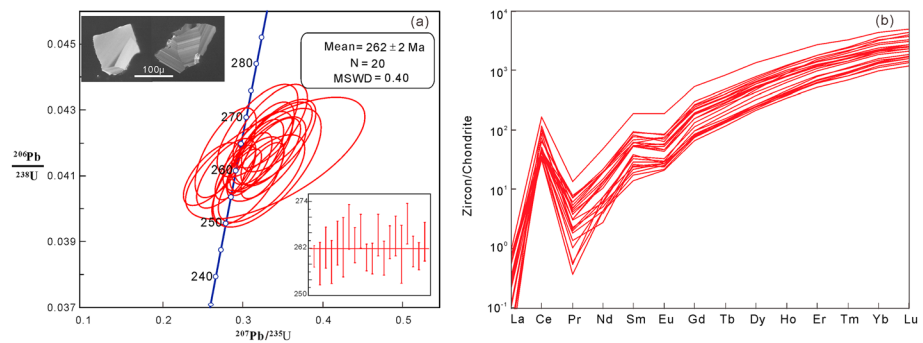 (a)
0.045
0.043
0.041
0.039
0.037
206Pb
238U
100μ
Mean = 262 ± 2 Ma
N = 20
MSWD = 0.40
280
270
260
250
240
274
262
250
0.1
0.2
0.3
0.4
0.5
207Pb/235U
(b)
Zircon/Chondrite
10^4
10^3
10^2
10^1
10^0
10^-1
La Ce Pr Nd Sm Eu Gd Tb Dy Ho Er Tm Yb Lu